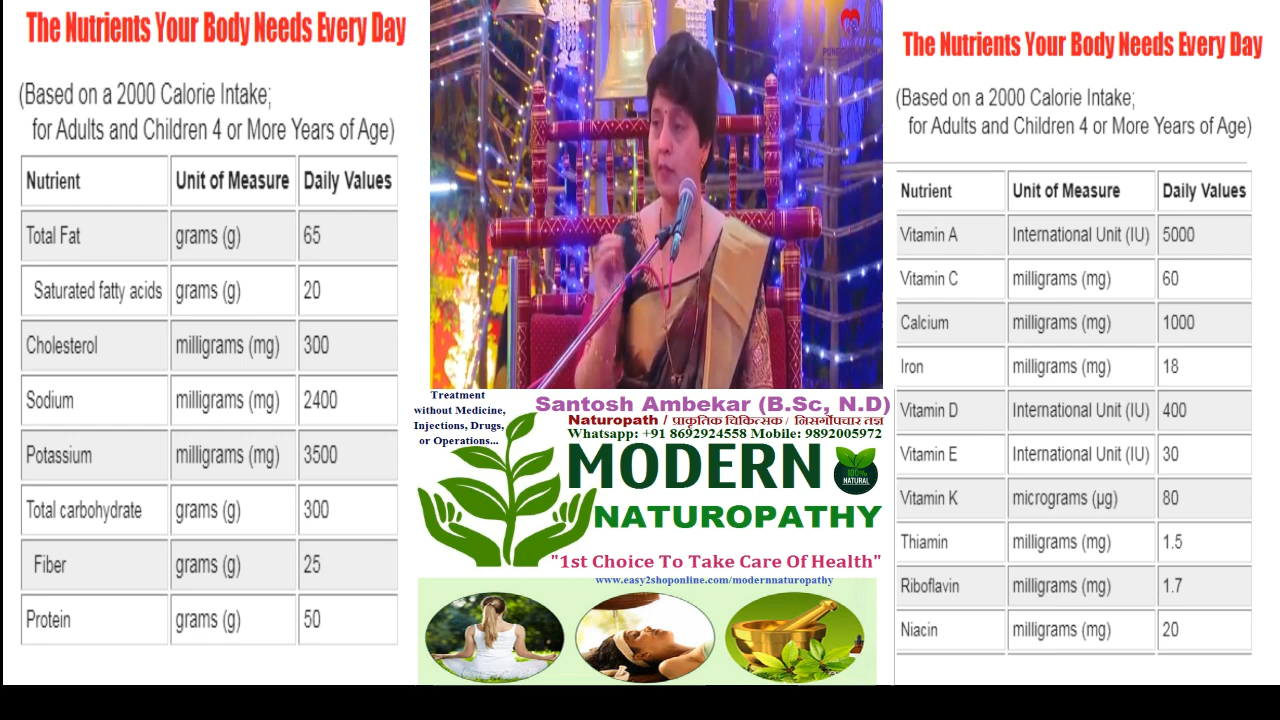 The Nutrients Your Body Needs Every Day
(Based on a 2000 Calorie Intake;
for Adults and Children 4 or More Years of Age)
Nutrient Unit of Measure Daily Values
Total Fat grams (g) 65
Saturated fatty acids grams (g) 20
Cholesterol milligrams (mg) 300
Sodium milligrams (mg) 2400
Potassium milligrams (mg) 3500
Total carbohydrate grams (g) 300
Fiber grams (g) 25
Protein grams (g) 50
Treatment
without Medicine,
Injections, Drugs,
or Operations...
Santosh Ambekar (B.Sc, N.D)
Naturopath / प्राकृतिक चिकित्सक / निसर्गोपचार तज्ञ
Whatsapp: +91 8692924558 Mobile: 9892005972
MODERN
100%
NATURAL
NATUROPATHY
"1st Choice To Take Care Of Health"
www.easy2shoponline.com/modernnaturopathy
The Nutrients Your Body Needs Every Day
(Based on a 2000 Calorie Intake;
for Adults and Children 4 or More Years of Age)
Nutrient Unit of Measure Daily Values
Vitamin A International Unit (IU) 5000
Vitamin C milligrams (mg) 60
Calcium milligrams (mg) 1000
Iron milligrams (mg) 18
Vitamin D International Unit (IU) 400
Vitamin E International Unit (IU) 30
Vitamin K micrograms (µg) 80
Thiamin milligrams (mg) 1.5
Riboflavin milligrams (mg) 1.7
Niacin milligrams (mg) 20